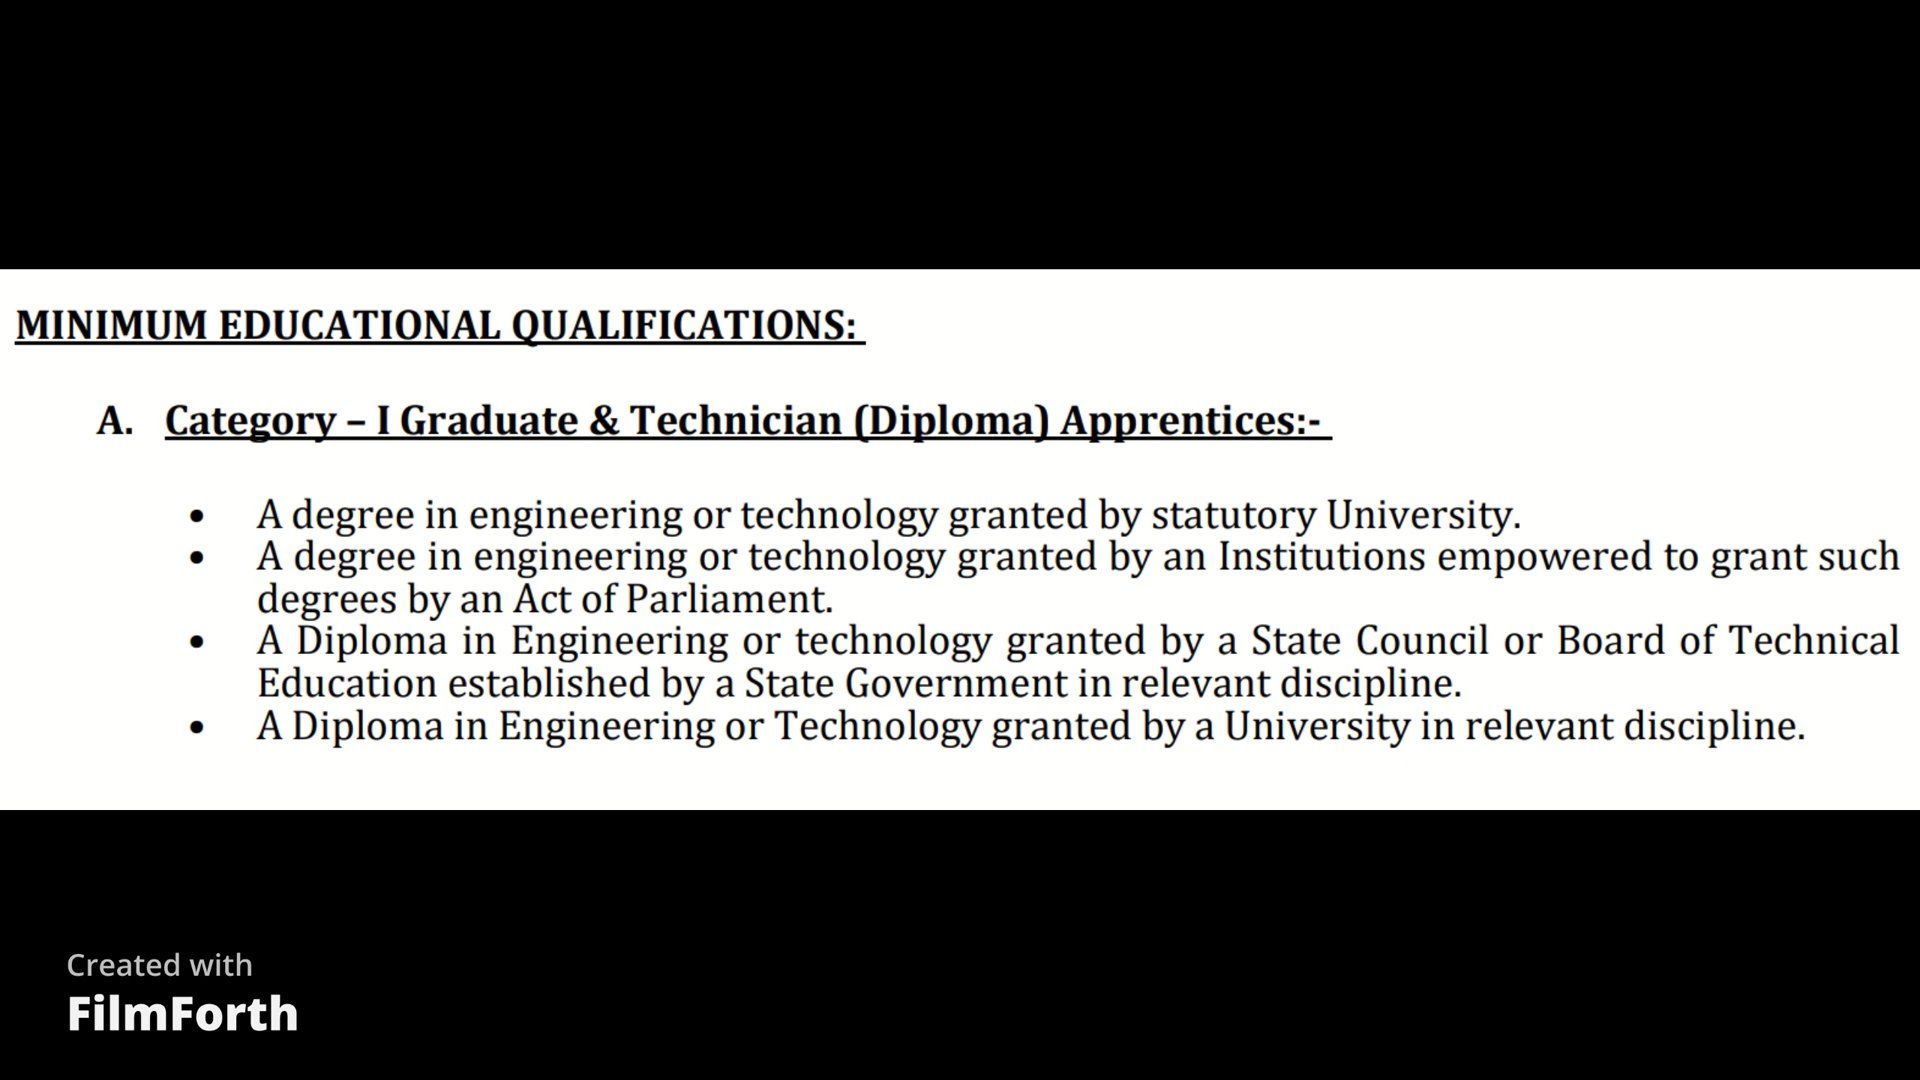 MINIMUM EDUCATIONAL QUALIFICATIONS:
A. Category – I Graduate & Technician (Diploma) Apprentices:-
• A degree in engineering or technology granted by statutory University.
• A degree in engineering or technology granted by an Institutions empowered to grant such
degrees by an Act of Parliament.
• A Diploma in Engineering or technology granted by a State Council or Board of Technical
Education established by a State Government in relevant discipline.
• A Diploma in Engineering or Technology granted by a University in relevant discipline.
Created with
FilmForth